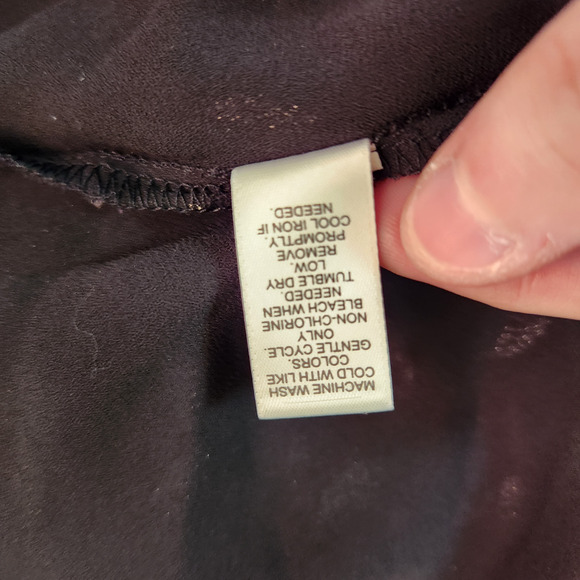 MACHINE WASH
COLD WITH LIKE
COLORS.
GENTLE CYCLE.
ONLY
NON-CHLORINE
BLEACH WHEN
NEEDED.
TUMBLE DRY
LOW.
REMOVE
PROMPTLY.
COOL IRON IF
NEEDED.